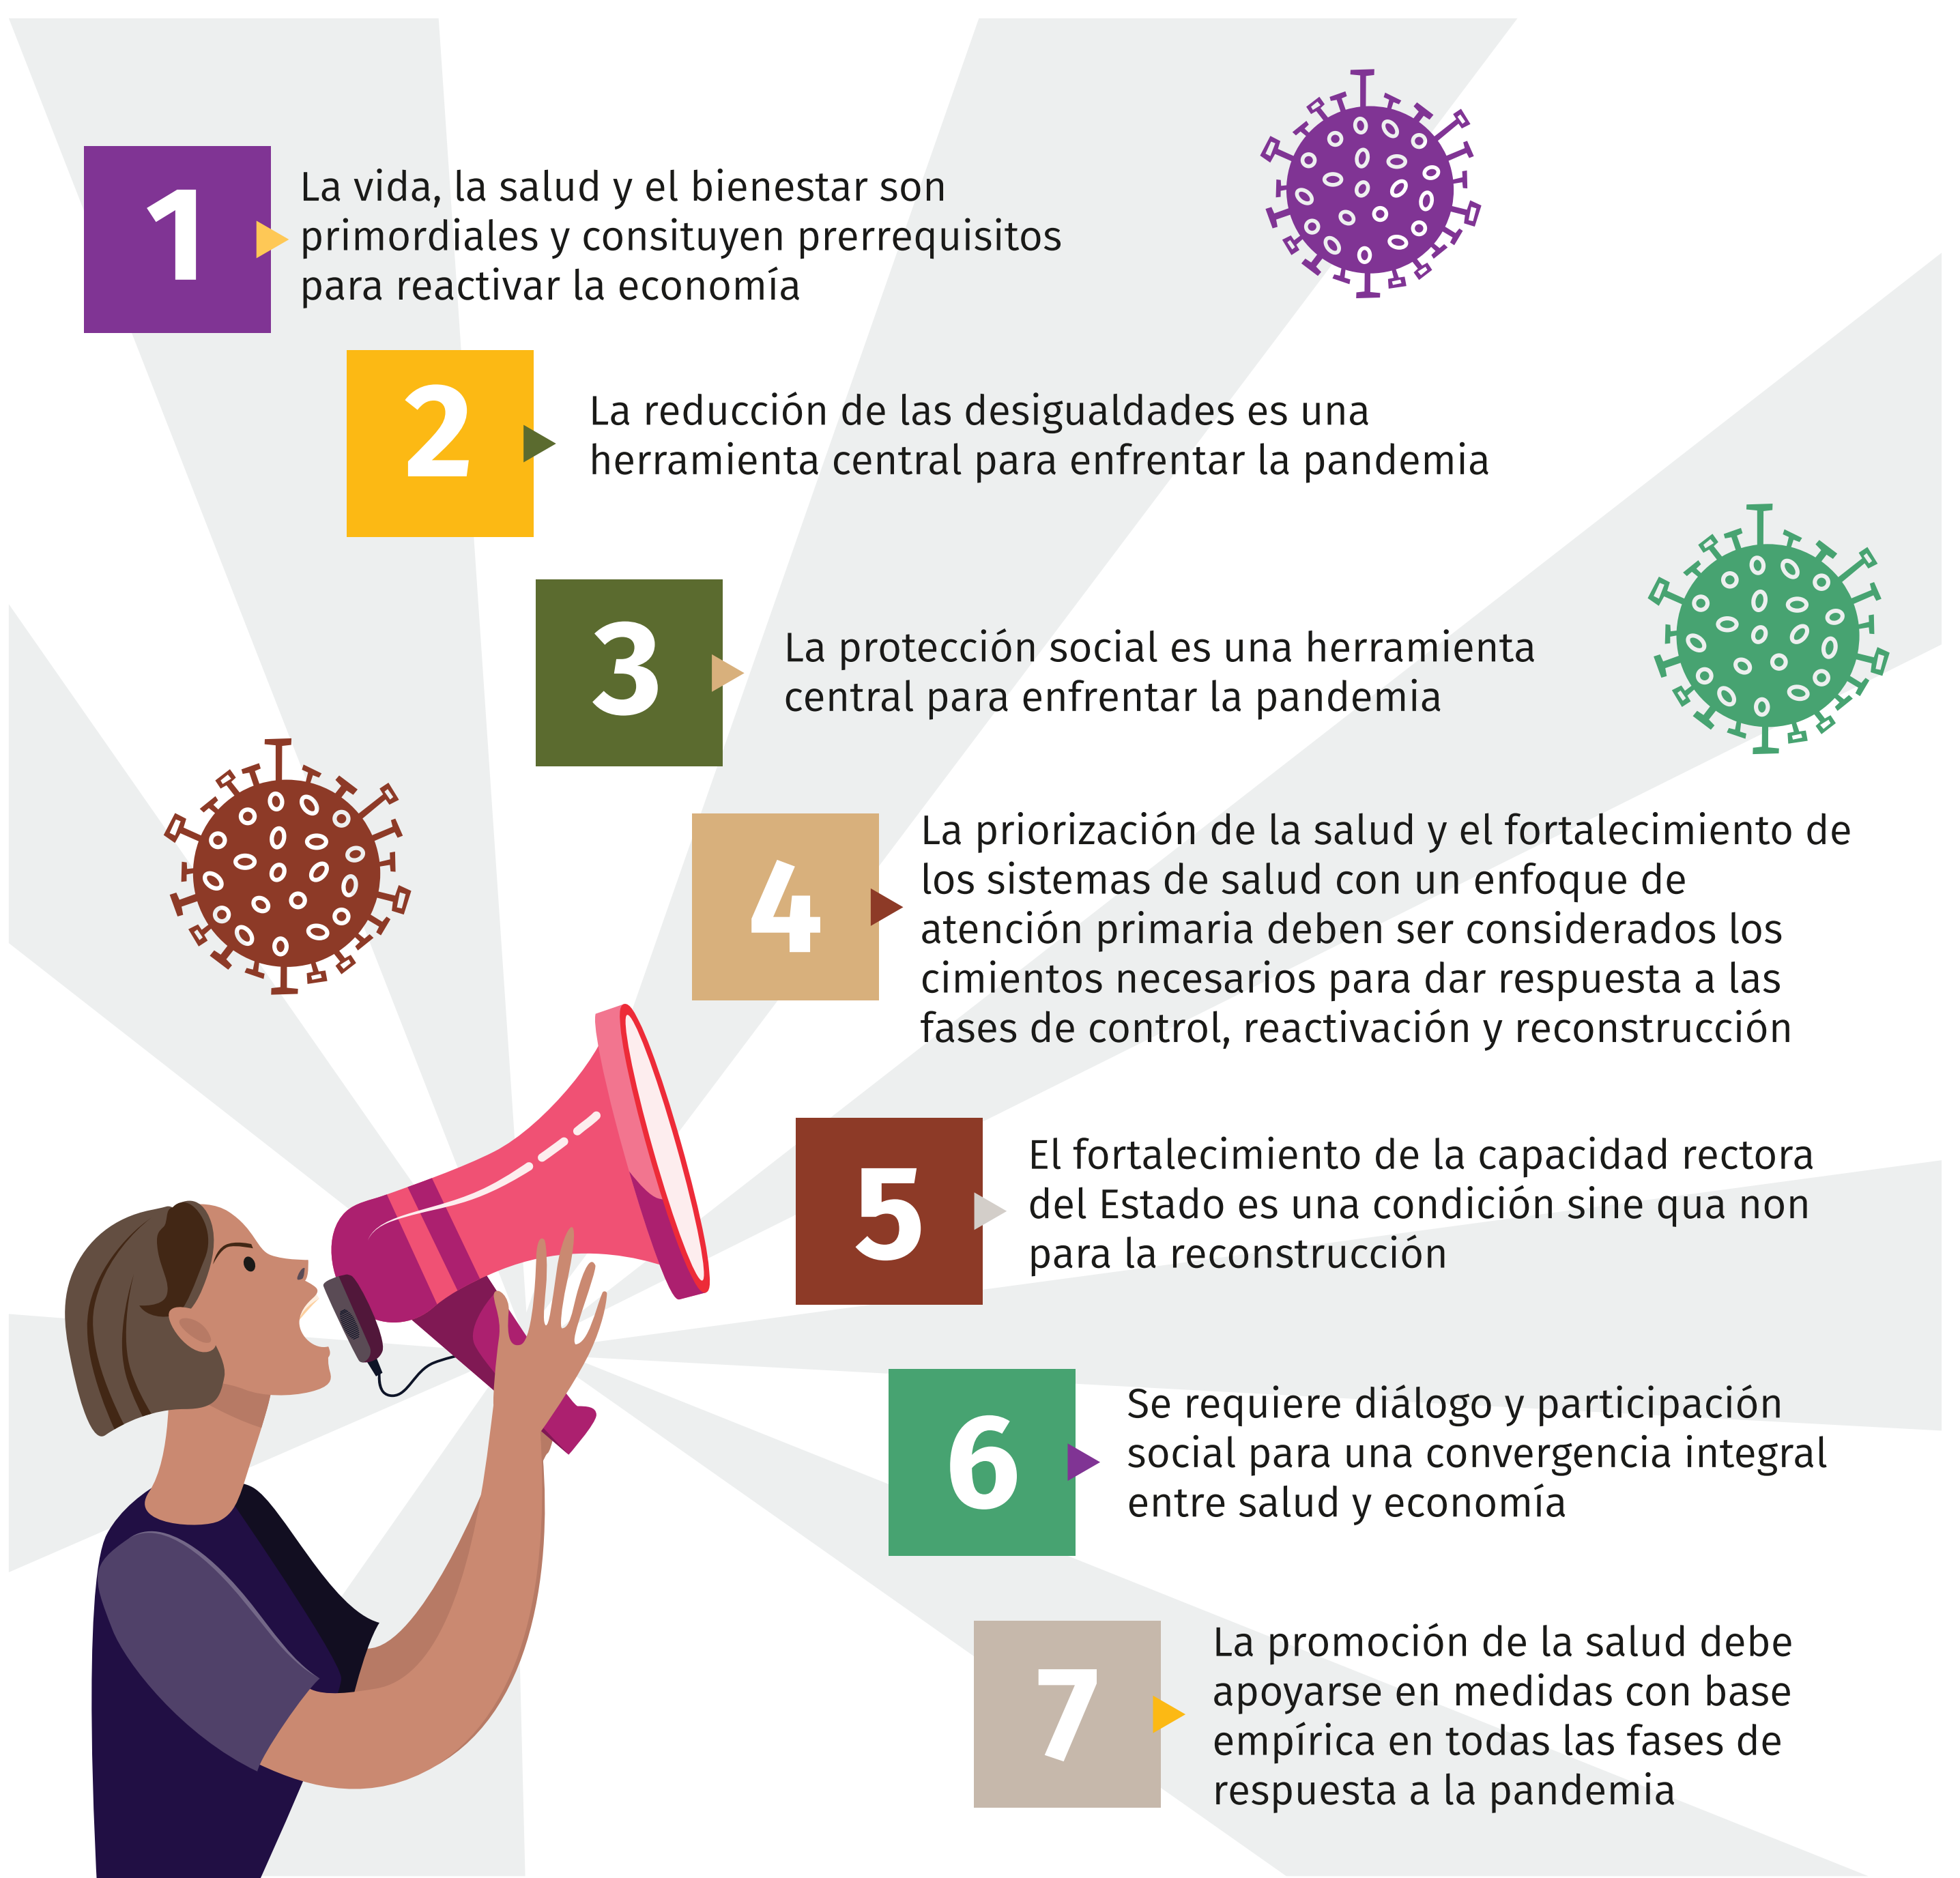 1
La vida, la salud y el bienestar son
primordiales y consituyen prerrequisitos
para reactivar la economía
2
La reducción de las desigualdades es una
herramienta central para enfrentar la pandemia
3
La protección social es una herramienta
central para enfrentar la pandemia
4
La priorización de la salud y el fortalecimiento de
los sistemas de salud con un enfoque de
atención primaria deben ser considerados los
cimientos necesarios para dar respuesta a las
fases de control, reactivación y reconstrucción
5
El fortalecimiento de la capacidad rectora
del Estado es una condición sine qua non
para la reconstrucción
6
Se requiere diálogo y participación
social para una convergencia integral
entre salud y economía
7
La promoción de la salud debe
apoyarse en medidas con base
empírica en todas las fases de
respuesta a la pandemia